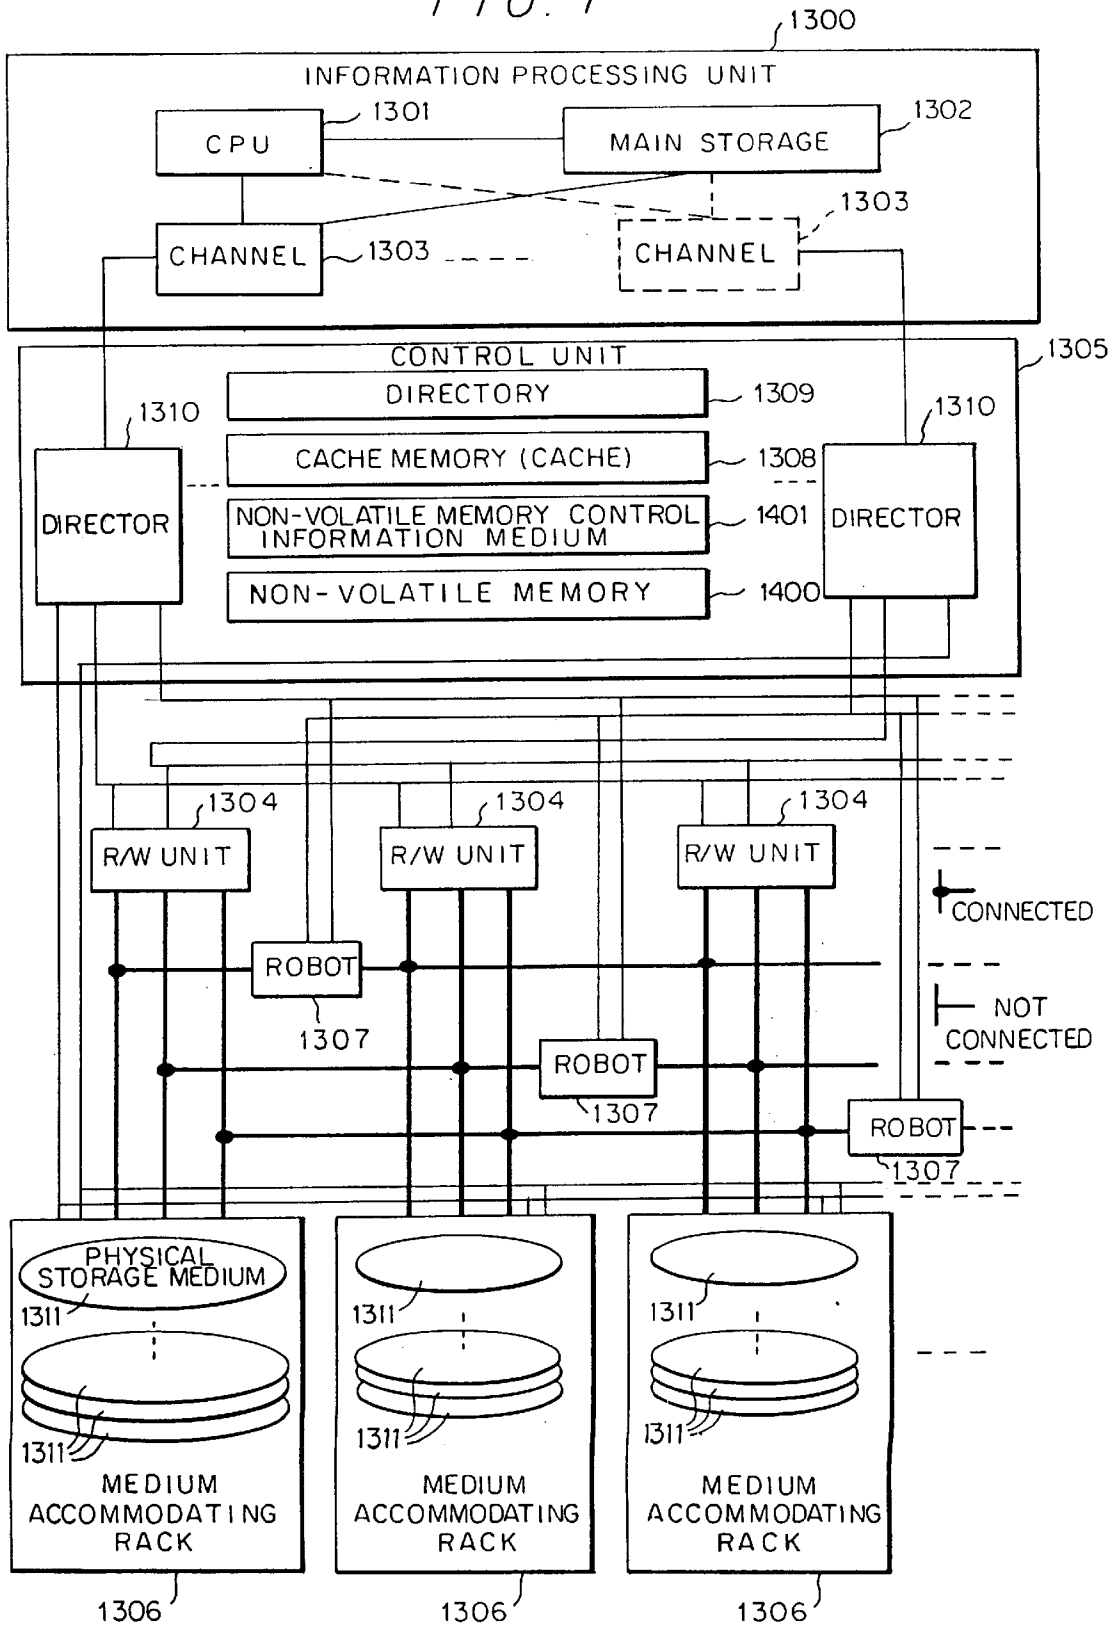 1300
INFORMATION PROCESSING UNIT
1301
1302
CPU
MAIN STORAGE
1303
CHANNEL
1303
CHANNEL
1305
CONTROL UNIT
DIRECTORY
1309
1310
1310
CACHE MEMORY (CACHE)
1308
DIRECTOR
NON-VOLATILE MEMORY CONTROL
INFORMATION MEDIUM
1401
DIRECTOR
NON-VOLATILE MEMORY
1400
1304
1304
1304
R/W UNIT
R/W UNIT
R/W UNIT
CONNECTED
ROBOT
1307
NOT
CONNECTED
ROBOT
1307
ROBOT
1307
PHYSICAL
STORAGE MEDIUM
1311
1311
1311
1311
1311
1311
MEDIUM
ACCOMMODATING
RACK
MEDIUM
ACCOMMODATING
RACK
MEDIUM
ACCOMMODATING
RACK
1306
1306
1306